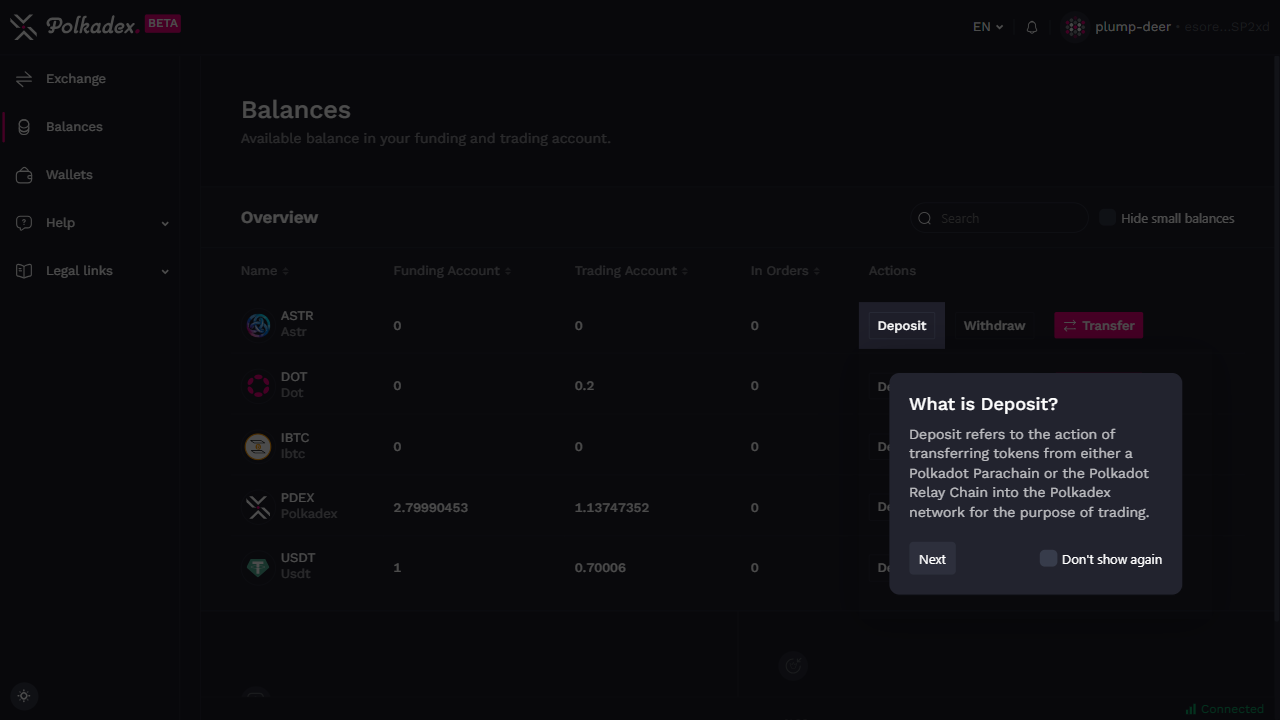 Polkadex. BETA
EN
plump-deer • esore...SP2xd
Exchange
Balances
Wallets
Help
Legal links
Balances
Available balance in your funding and trading account.
Overview
Search
Hide small balances
Name Funding Account Trading Account In Orders Actions
ASTR
Astr
0 0 0 Deposit Withdraw Transfer
DOT
Dot
0 0.2 0 De
IBTC
Ibtc
0 0 0 De
PDEX
Polkadex
2.79990453 1.13747352 0 De
USDT
Usdt
1 0.70006 0 De
What is Deposit?
Deposit refers to the action of
transferring tokens from either a
Polkadot Parachain or the Polkadot
Relay Chain into the Polkadex
network for the purpose of trading.
Next
Don't show again
Connected